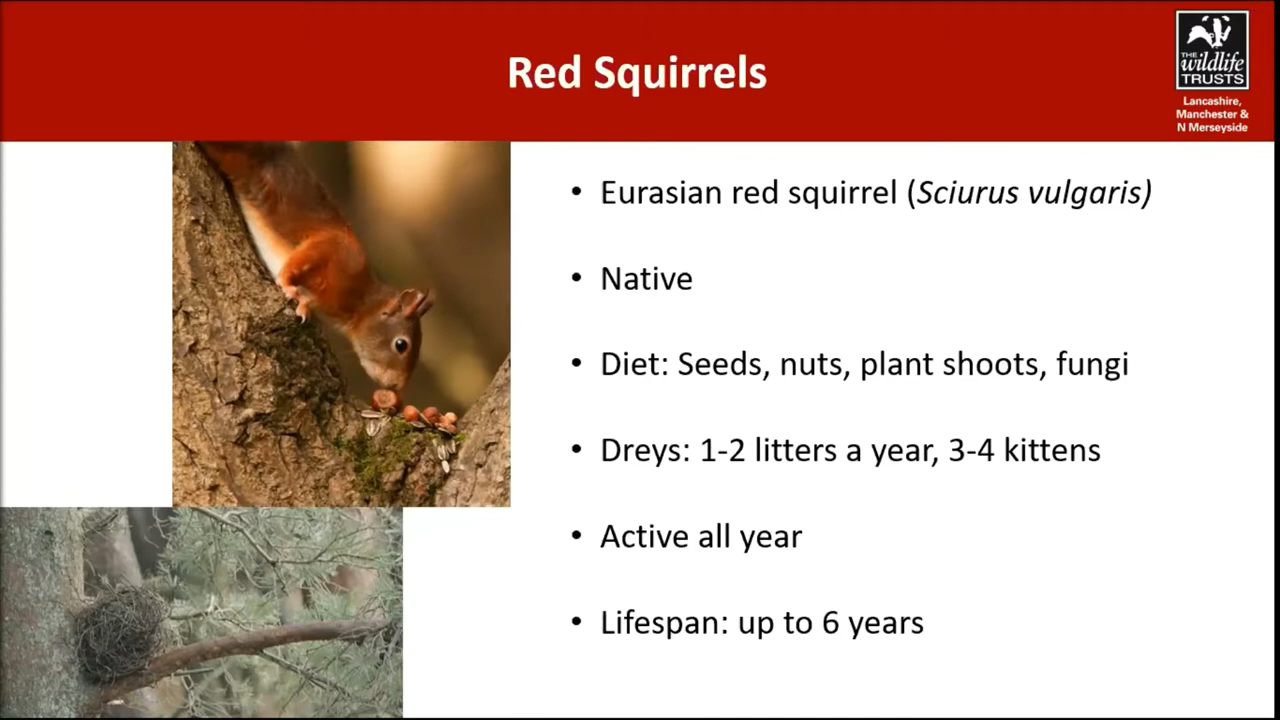 Red Squirrels
THE
wildlife
TRUSTS
Lancashire,
Manchester &
N Merseyside
• Eurasian red squirrel (Sciurus vulgaris)
• Native
• Diet: Seeds, nuts, plant shoots, fungi
• Dreys: 1-2 litters a year, 3-4 kittens
• Active all year
• Lifespan: up to 6 years